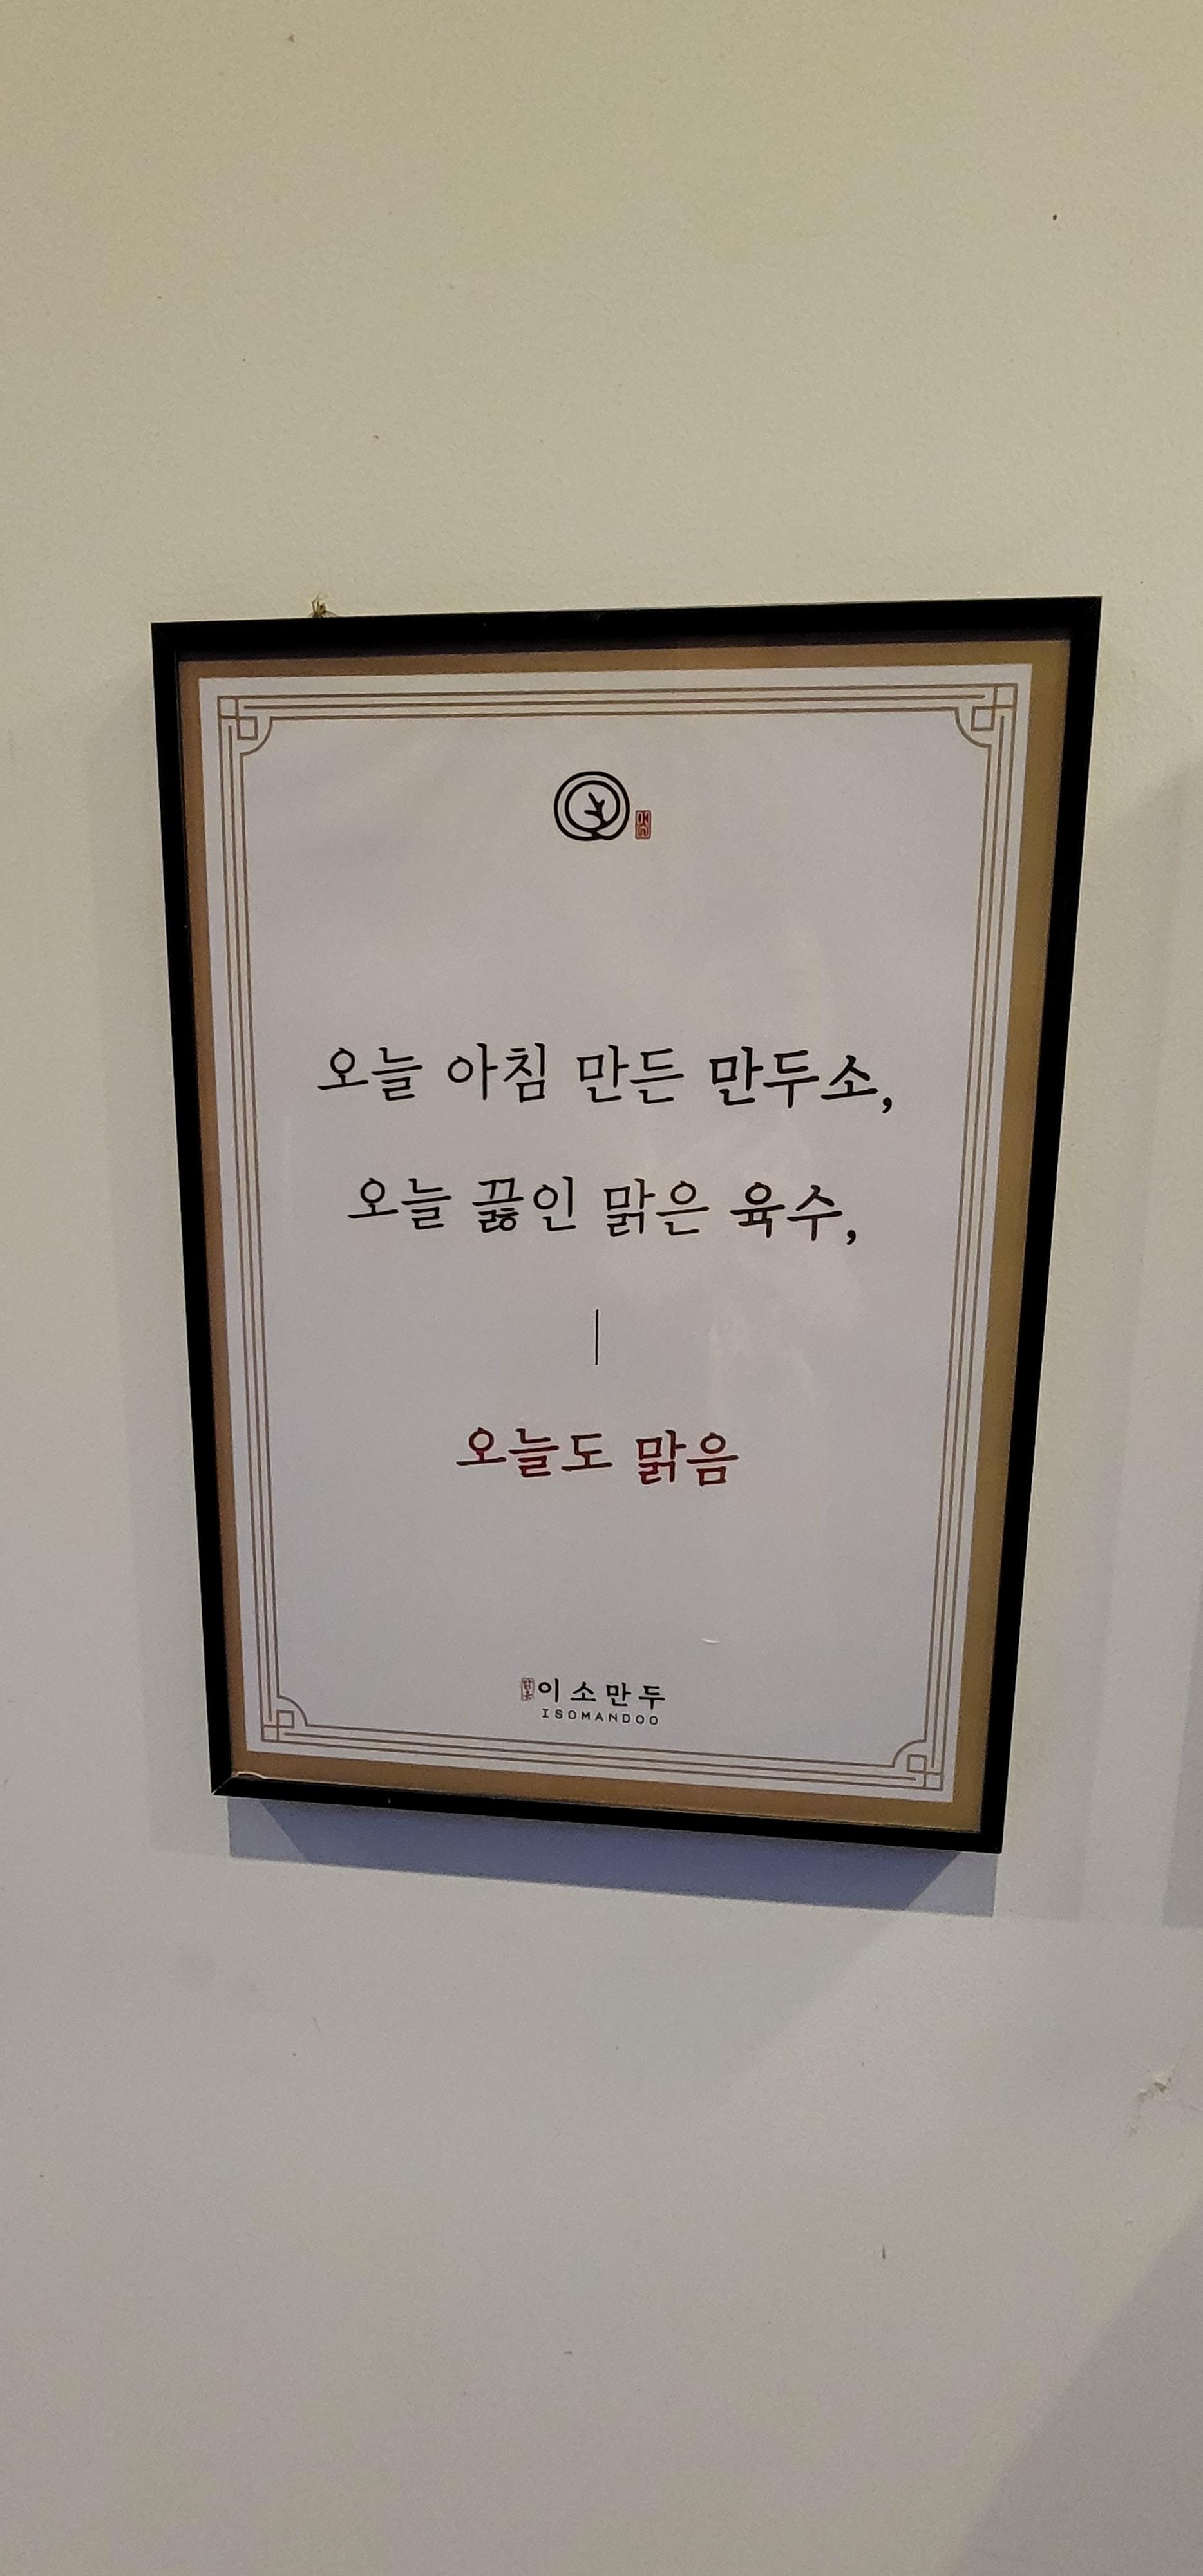 오늘 아침 만든 만두소,
오늘 끓인 맑은 육수,
오늘도 맑음
이소만두
ISOMANDOO